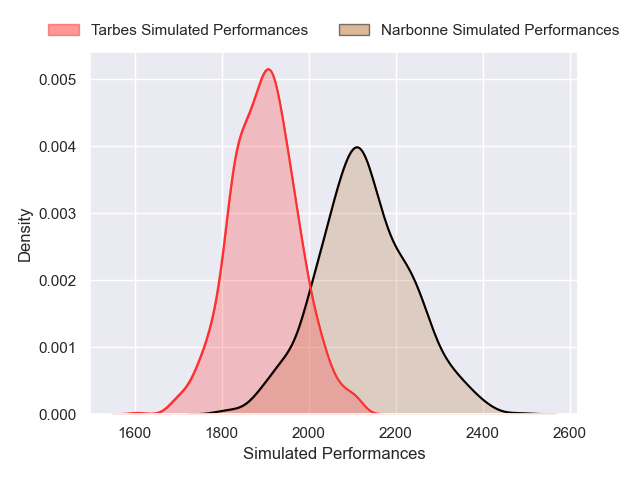 Tarbes Simulated Performances Narbonne Simulated Performances
0.005
0.004
0.003
0.002
0.001
0.000
Density
1600 1800 2000 2200 2400 2600
Simulated Performances